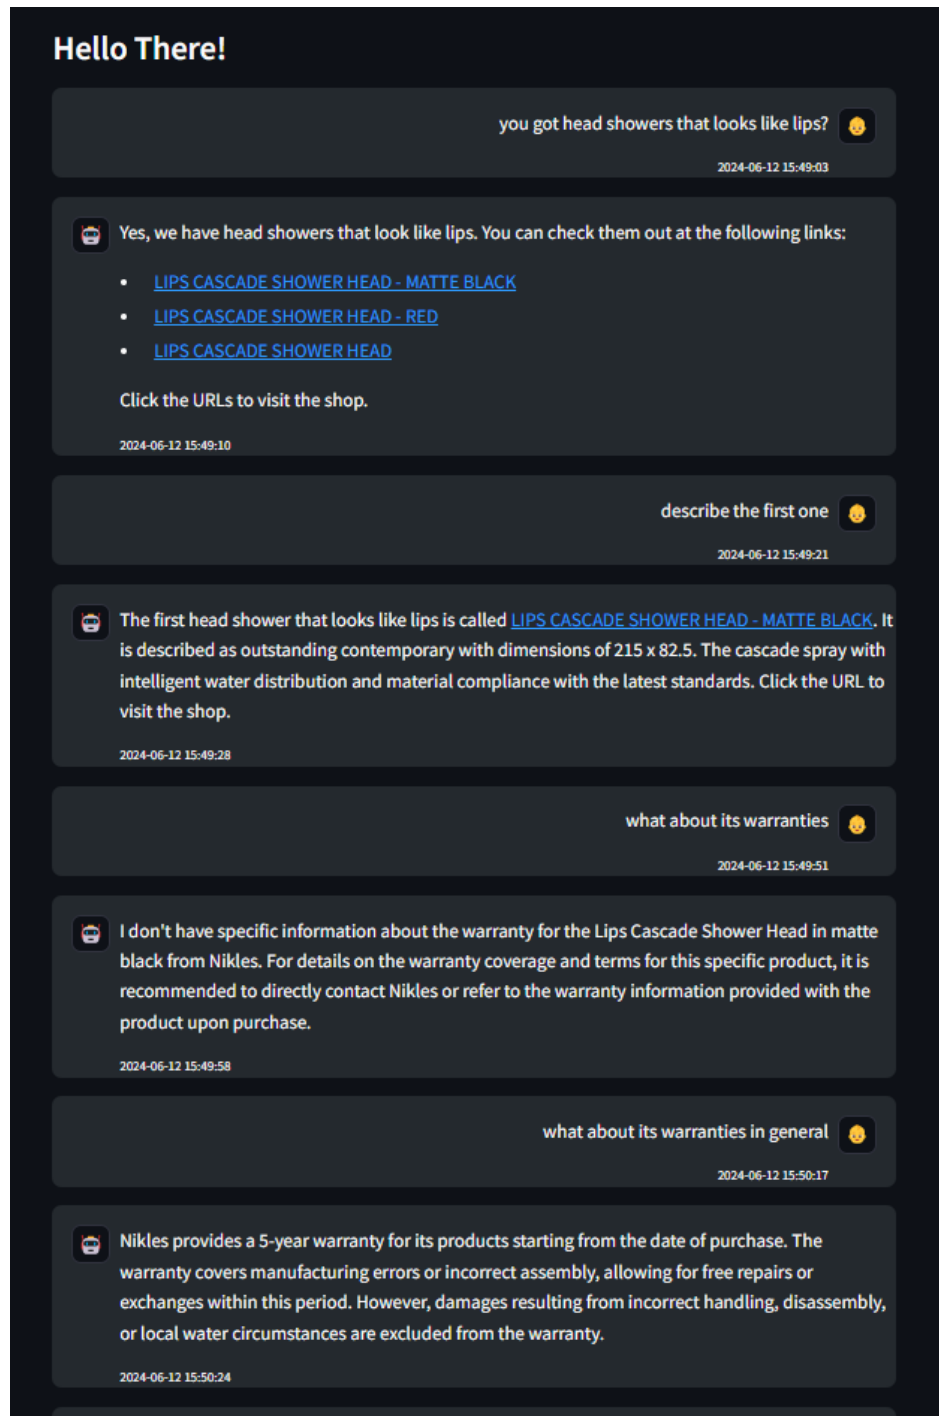 Hello There!
you got head showers that looks like lips?
2024-06-12 15:49:03
Yes, we have head showers that look like lips. You can check them out at the following links:
• LIPS CASCADE SHOWER HEAD - MATTE BLACK
• LIPS CASCADE SHOWER HEAD - RED
• LIPS CASCADE SHOWER HEAD
Click the URLs to visit the shop.
2024-06-12 15:49:10
describe the first one
2024-06-12 15:49:21
The first head shower that looks like lips is called LIPS CASCADE SHOWER HEAD - MATTE BLACK. It
is described as outstanding contemporary with dimensions of 215 x 82.5. The cascade spray with
intelligent water distribution and material compliance with the latest standards. Click the URL to
visit the shop.
2024-06-12 15:49:28
what about its warranties
2024-06-12 15:49:51
I don't have specific information about the warranty for the Lips Cascade Shower Head in matte
black from Nikles. For details on the warranty coverage and terms for this specific product, it is
recommended to directly contact Nikles or refer to the warranty information provided with the
product upon purchase.
2024-06-12 15:49:58
what about its warranties in general
2024-06-12 15:50:17
Nikles provides a 5-year warranty for its products starting from the date of purchase. The
warranty covers manufacturing errors or incorrect assembly, allowing for free repairs or
exchanges within this period. However, damages resulting from incorrect handling, disassembly,
or local water circumstances are excluded from the warranty.
2024-06-12 15:50:24